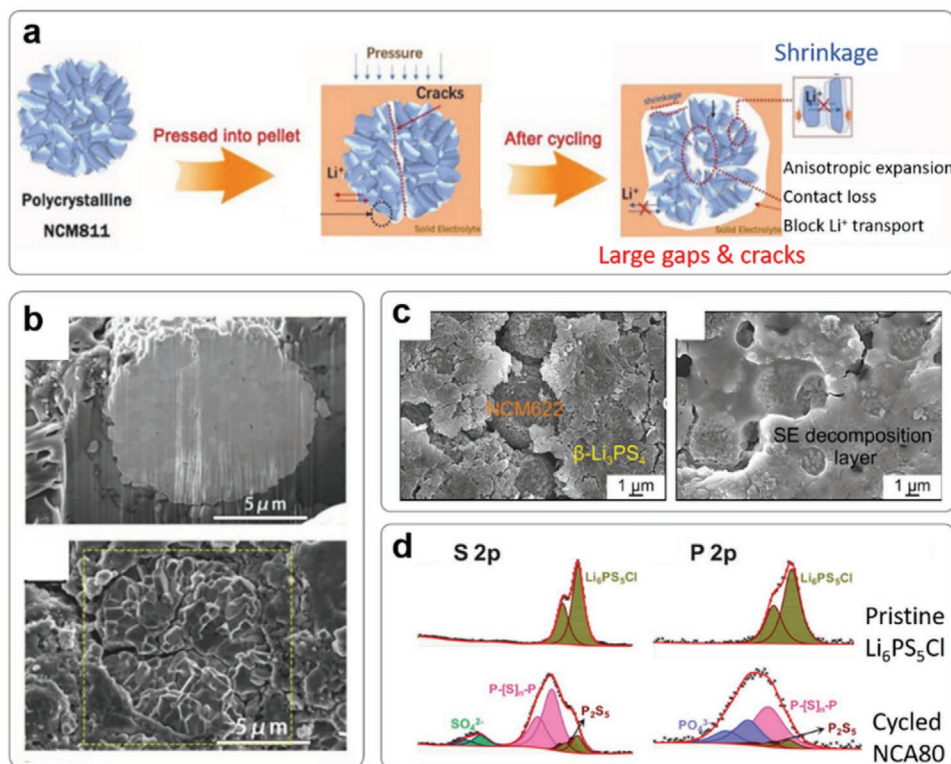 a
Polycrystalline
NCM811
Pressed into pellet
Pressure
Cracks
Li⁺
Solid Electrolyte
After cycling
Shrinkage
shrinkage
Li⁺
Li⁺
Solid Electrolyte
Anisotropic expansion
Contact loss
Block Li⁺ transport
Large gaps & cracks
b
5 μm
5 μm
c
NCM622
β-Li₃PS₄
1 μm
SE decomposition
layer
1 μm
d
S 2p
P 2p
Li₆PS₅Cl
Li₆PS₅Cl
Pristine
Li₆PS₅Cl
SO₄²⁻
P-[S]ₙ-P
P₂S₅
PO₄³⁻
P-[S]ₙ-P
P₂S₅
Cycled
NCA80